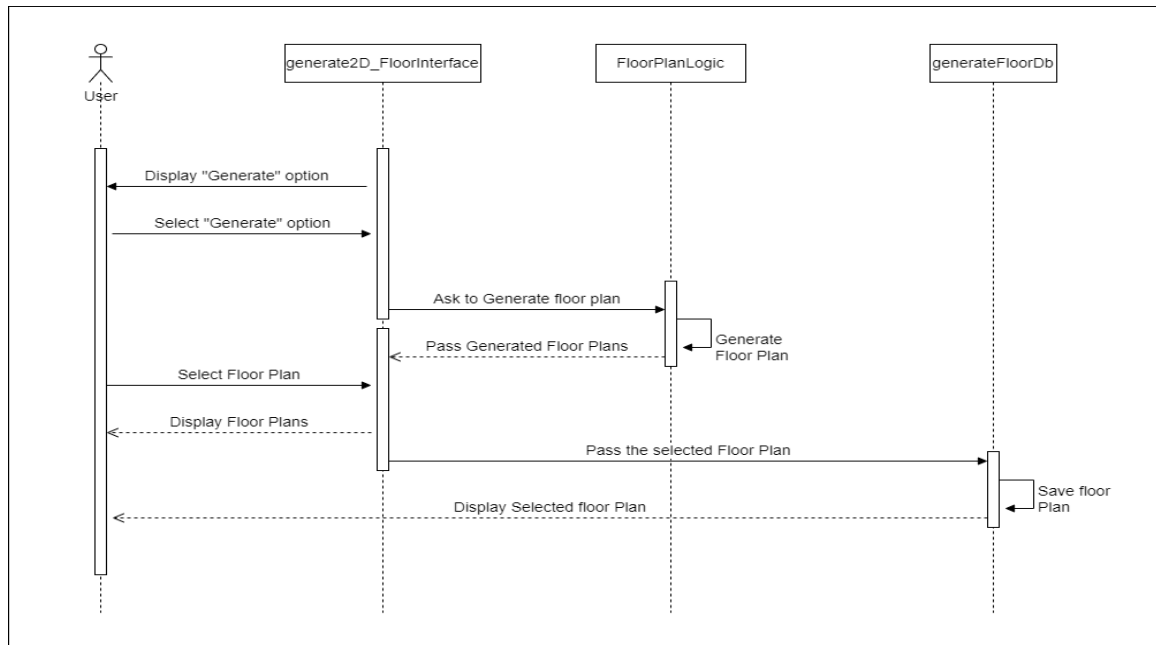 generate2D_FloorInterface
FloorPlanLogic
generateFloorDb
User
Display "Generate" option
Select "Generate" option
Ask to Generate floor plan
Generate
Floor Plan
Pass Generated Floor Plans
Select Floor Plan
Display Floor Plans
Pass the selected Floor Plan
Save floor
Plan
Display Selected floor Plan